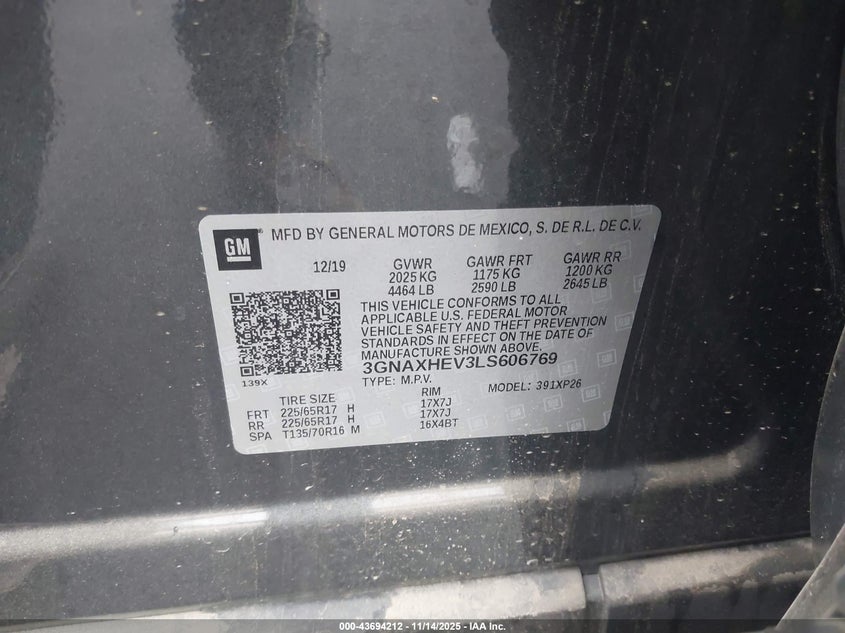 GM® MFD BY GENERAL MOTORS DE MEXICO, S. DE R.L. DE C.V.
12/19 GVWR GAWR FRT GAWR RR
2025 KG 1175 KG 1200 KG
4464 LB 2590 LB 2645 LB
THIS VEHICLE CONFORMS TO ALL
APPLICABLE U.S. FEDERAL MOTOR
VEHICLE SAFETY AND THEFT PREVENTION
STANDARDS IN EFFECT ON THE DATE OF
MANUFACTURE SHOWN ABOVE.
3GNAXHEV3LS606769
139X
TYPE: M.P.V. MODEL: 391XP26
TIRE SIZE RIM
FRT 225/65R17 H 17X7J
RR 225/65R17 H 17X7J
SPA T135/70R16 M 16X4BT
000-43694212 — 11/14/2025 — IAA Inc.